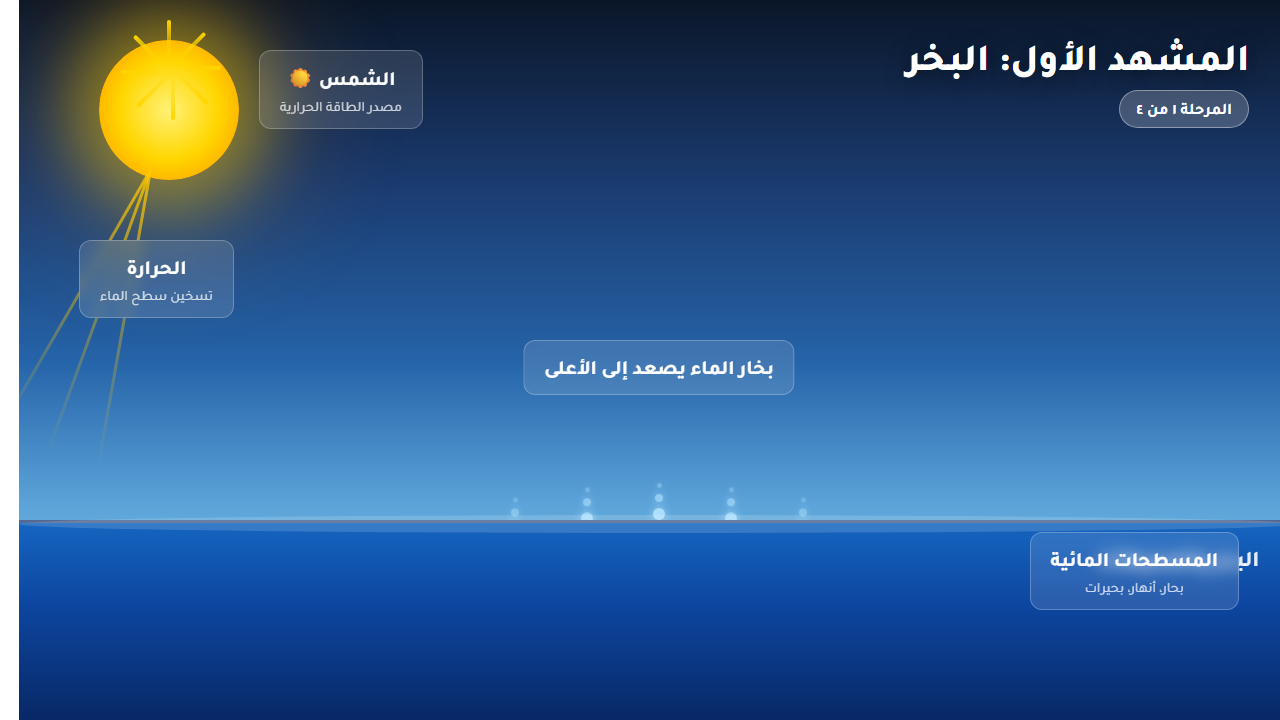 المشهد الأول: البخر
المرحلة ١ من ٤
الشمس
مصدر الطاقة الحرارية
الحرارة
تسخين سطح الماء
بخار الماء يصعد إلى الأعلى
المسطحات المائية
بحار، أنهار، بحيرات